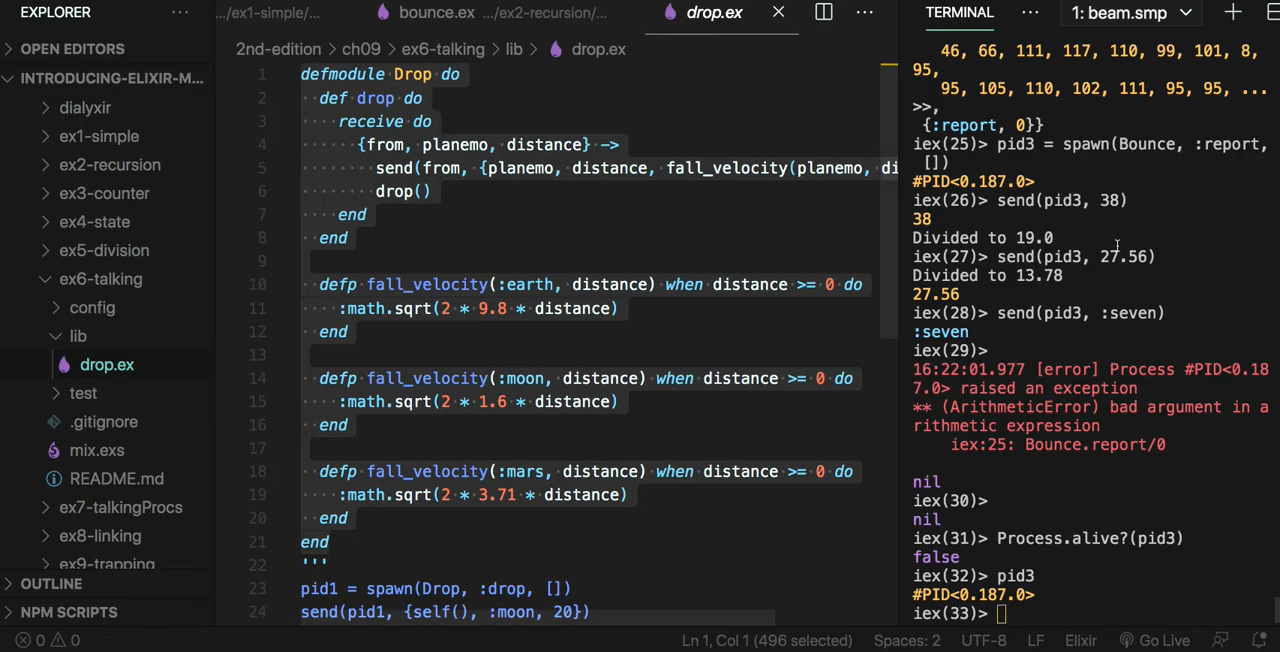 EXPLORER ...
OPEN EDITORS
INTRODUCING-ELIXIR-M...
dialyxir
ex1-simple
ex2-recursion
ex3-counter
ex4-state
ex5-division
ex6-talking
config
lib
drop.ex
test
.gitignore
mix.exs
README.md
ex7-talkingProcs
ex8-linking
ex9-trapping
OUTLINE
NPM SCRIPTS
.../ex1-simple/... bounce.ex .../ex2-recursion/... drop.ex
2nd-edition > ch09 > ex6-talking > lib > drop.ex
1 defmodule Drop do
2 def drop do
3 receive do
4 {from, planemo, distance} ->
5 send(from, {planemo, distance, fall_velocity(planemo, di
6 drop()
7 end
8 end
9
10 defp fall_velocity(:earth, distance) when distance >= 0 do
11 :math.sqrt(2 * 9.8 * distance)
12 end
13
14 defp fall_velocity(:moon, distance) when distance >= 0 do
15 :math.sqrt(2 * 1.6 * distance)
16 end
17
18 defp fall_velocity(:mars, distance) when distance >= 0 do
19 :math.sqrt(2 * 3.71 * distance)
20 end
21 end
22 '''
23 pid1 = spawn(Drop, :drop, [])
24 send(pid1, {self(), :moon, 20})
TERMINAL ... 1: beam.smp
46, 66, 111, 117, 110, 99, 101, 8,
95,
95, 105, 110, 102, 111, 95, 95, ...
>>,
{:report, 0}}
iex(25)> pid3 = spawn(Bounce, :report,
[])
#PID<0.187.0>
iex(26)> send(pid3, 38)
38
Divided to 19.0
iex(27)> send(pid3, 27.56)
Divided to 13.78
27.56
iex(28)> send(pid3, :seven)
:seven
iex(29)>
16:22:01.977 [error] Process #PID<0.18
7.0> raised an exception
** (ArithmeticError) bad argument in a
rithmetic expression
iex:25: Bounce.report/0
nil
iex(30)>
nil
iex(31)> Process.alive?(pid3)
false
iex(32)> pid3
#PID<0.187.0>
iex(33)>
0 0 Ln 1, Col 1 (496 selected) Spaces: 2 UTF-8 LF Elixir Go Live